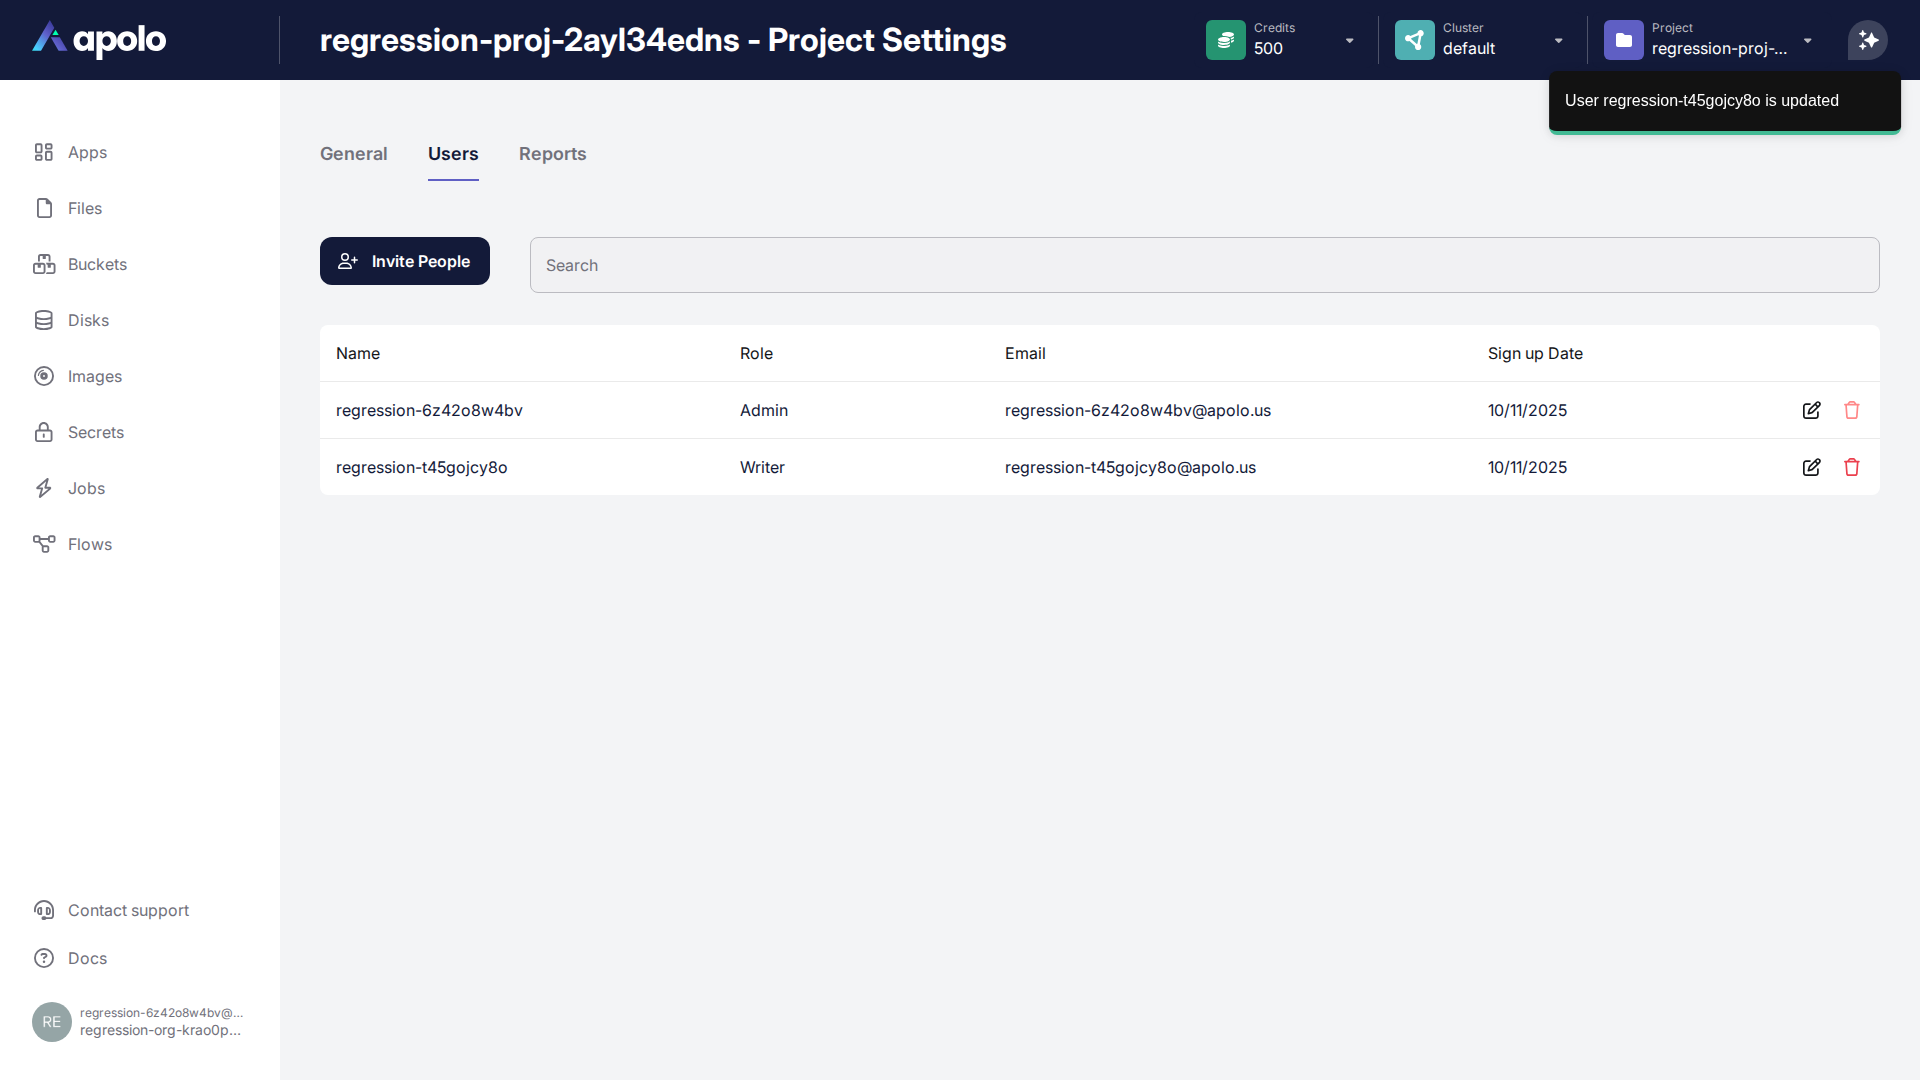 apolo
regression-proj-2ayl34edns - Project Settings
Credits
500
Cluster
default
Project
regression-proj-...
User regression-t45gojcy8o is updated
Apps
Files
Buckets
Disks
Images
Secrets
Jobs
Flows
General Users Reports
Invite People
Search
Name Role Email Sign up Date
regression-6z42o8w4bv Admin regression-6z42o8w4bv@apolo.us 10/11/2025
regression-t45gojcy8o Writer regression-t45gojcy8o@apolo.us 10/11/2025
Contact support
Docs
RE
regression-6z42o8w4bv@...
regression-org-krao0p...